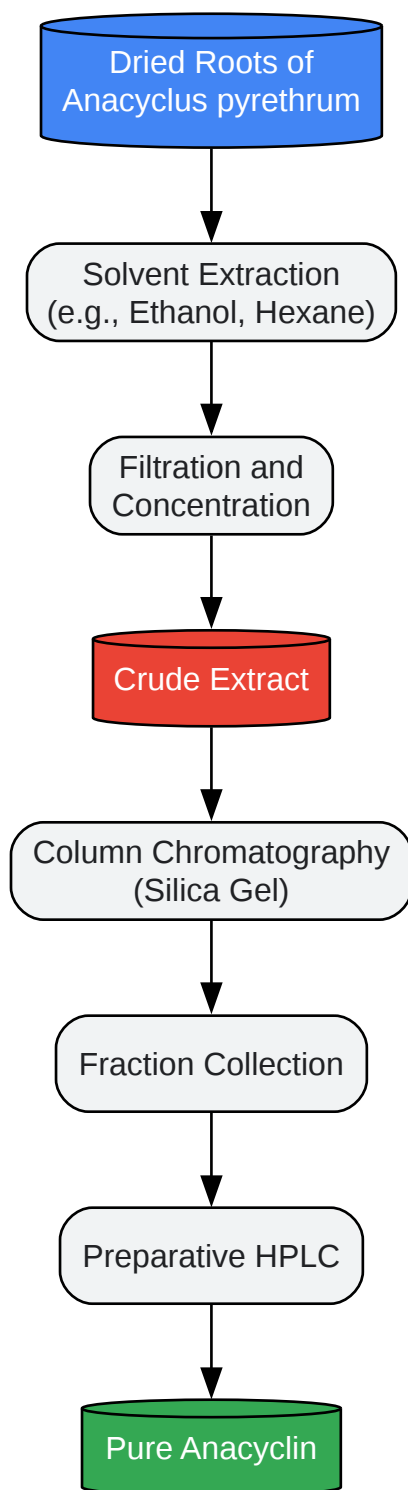 Dried Roots of
Anacyclus pyrethrum
Solvent Extraction
(e.g., Ethanol, Hexane)
Filtration and
Concentration
Crude Extract
Column Chromatography
(Silica Gel)
Fraction Collection
Preparative HPLC
Pure Anacyclin